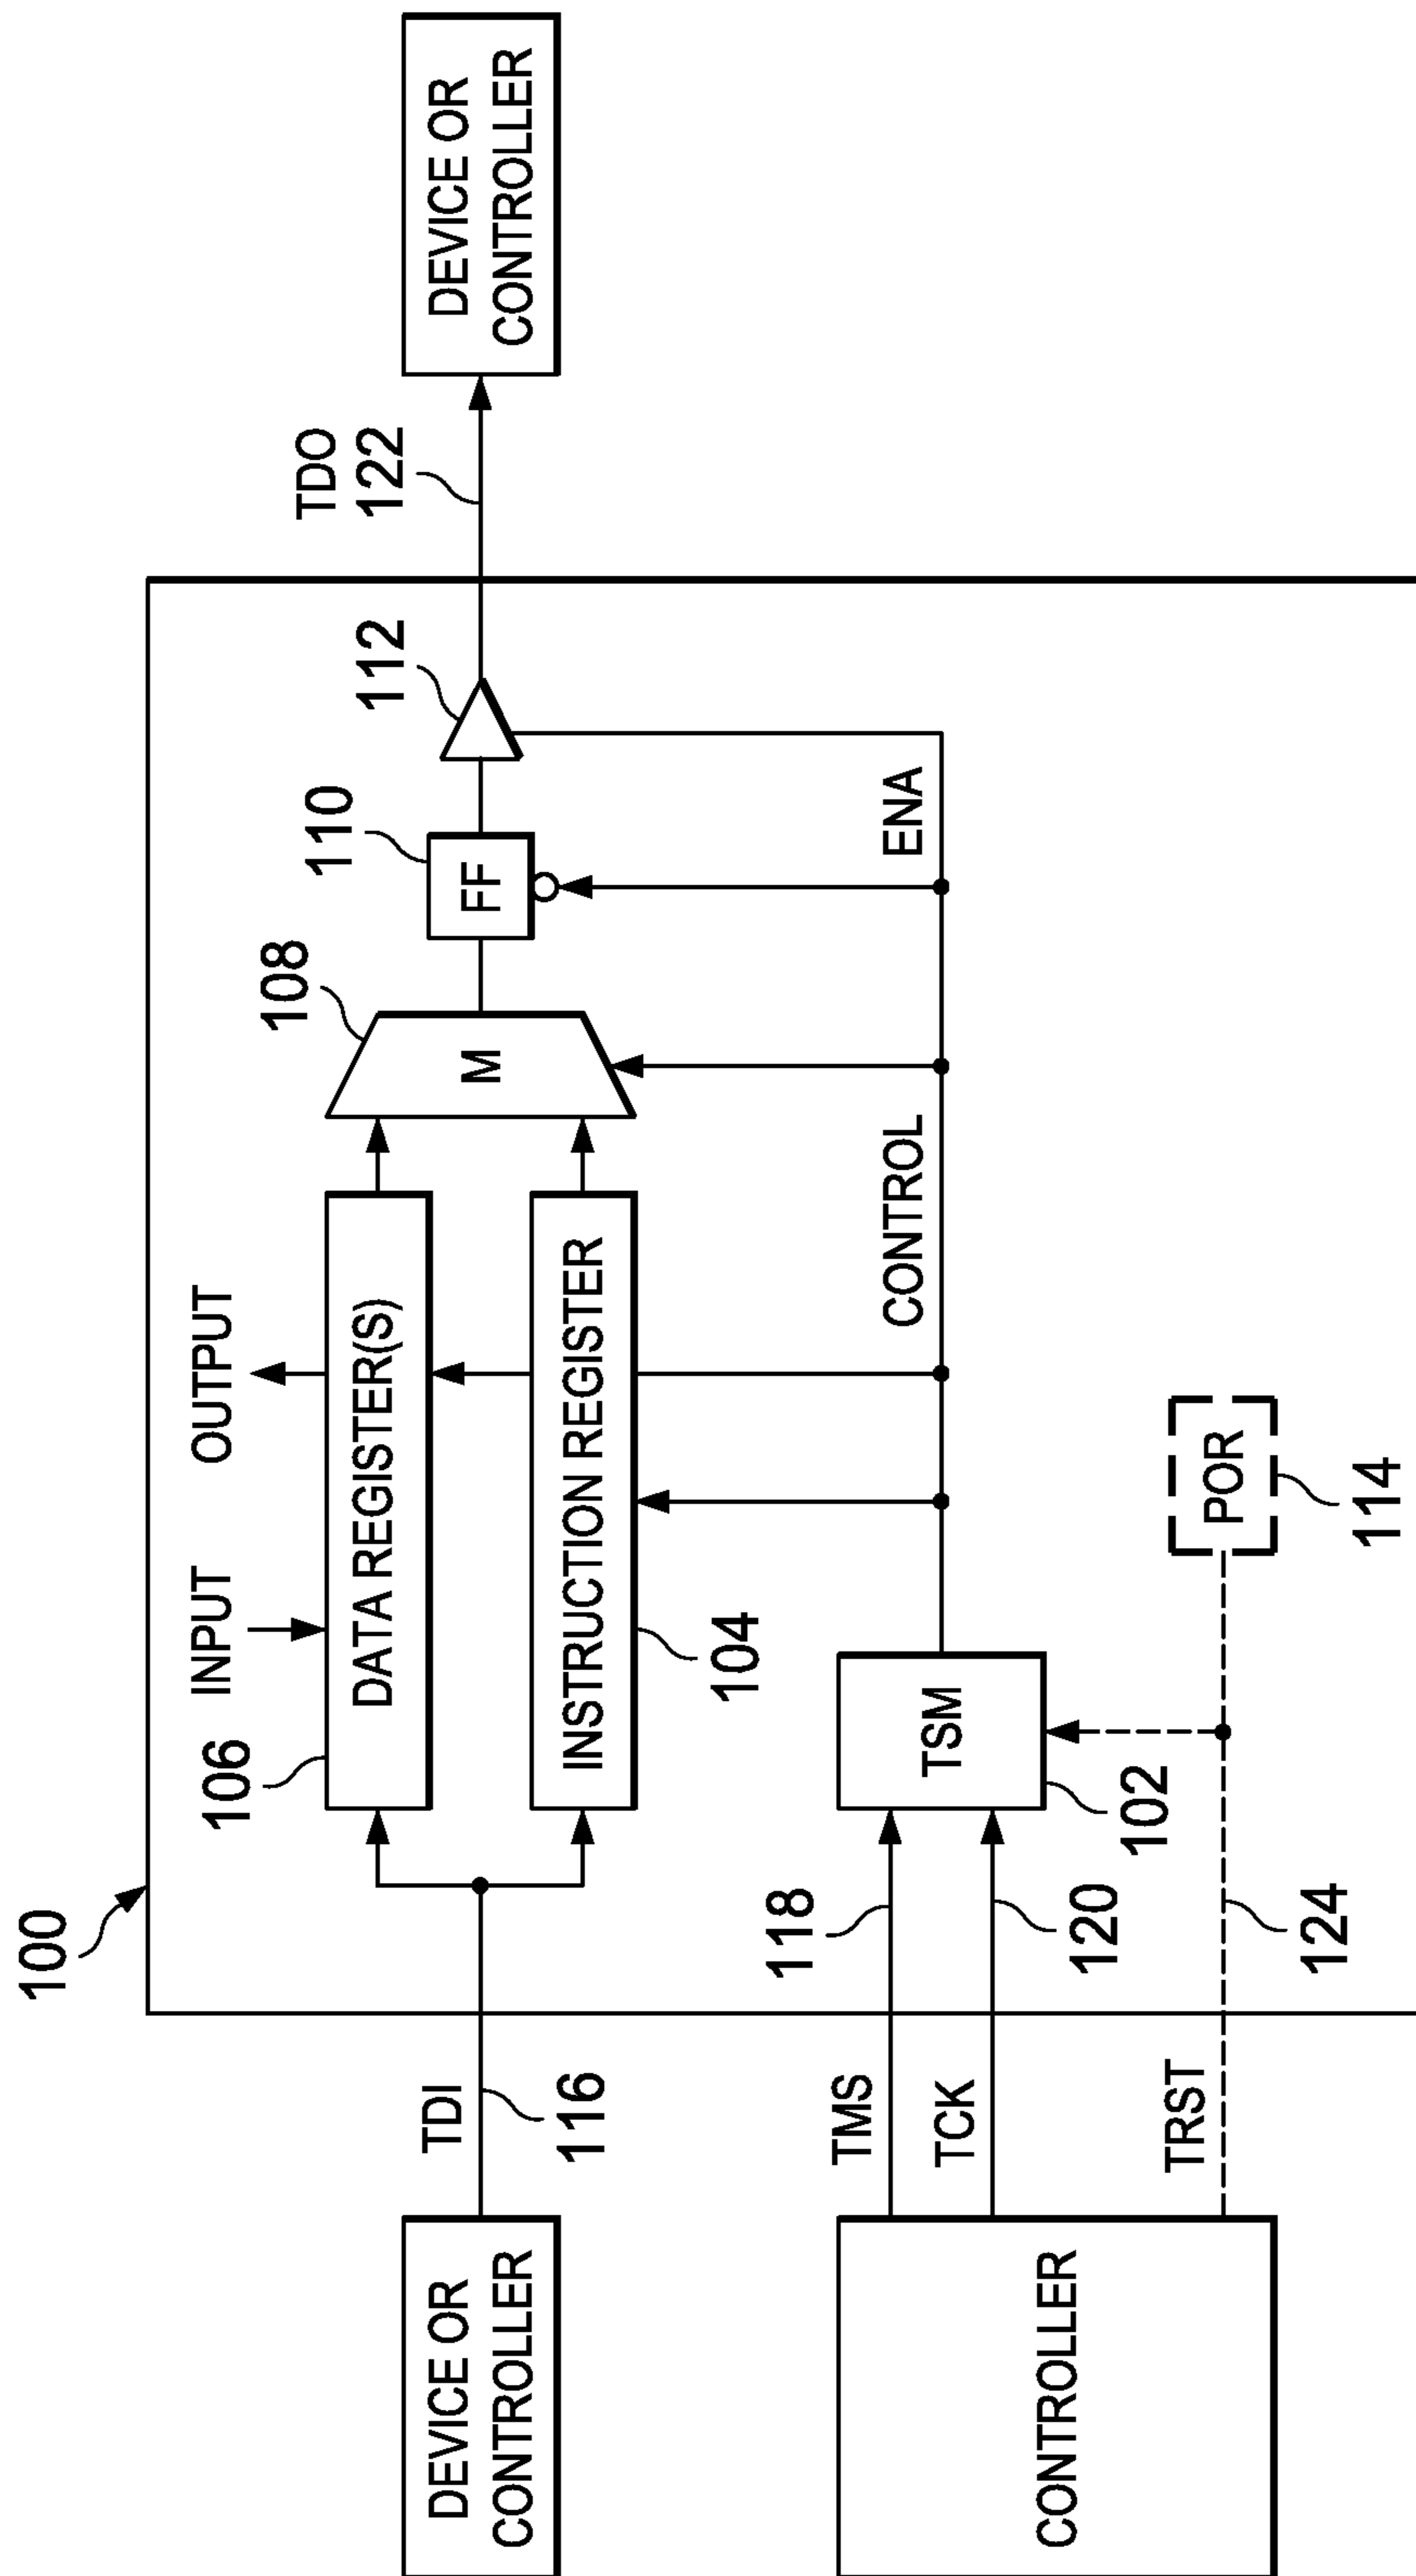 100
DEVICE OR
CONTROLLER
TDI
116
106
INPUT
OUTPUT
DATA REGISTER(S)
INSTRUCTION REGISTER
104
108
M
110
FF
112
TDO
122
DEVICE OR
CONTROLLER
CONTROLLER
TMS
118
TCK
120
TSM
102
CONTROL
ENA
TRST
124
POR
114